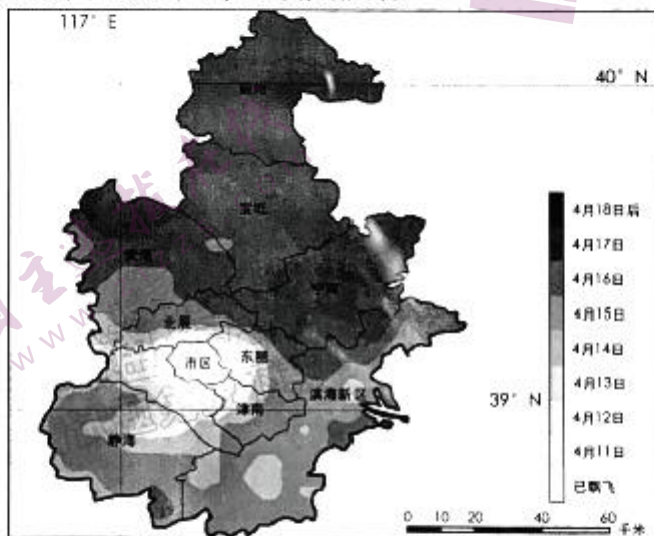 117° E
40° N
宝坻
武清
宁河
北辰
市区
东丽
津南
滨海新区
静海
39° N
4月18日后
4月17日
4月16日
4月15日
4月14日
4月13日
4月12日
4月11日
已飘飞
0 20 40 60 千米